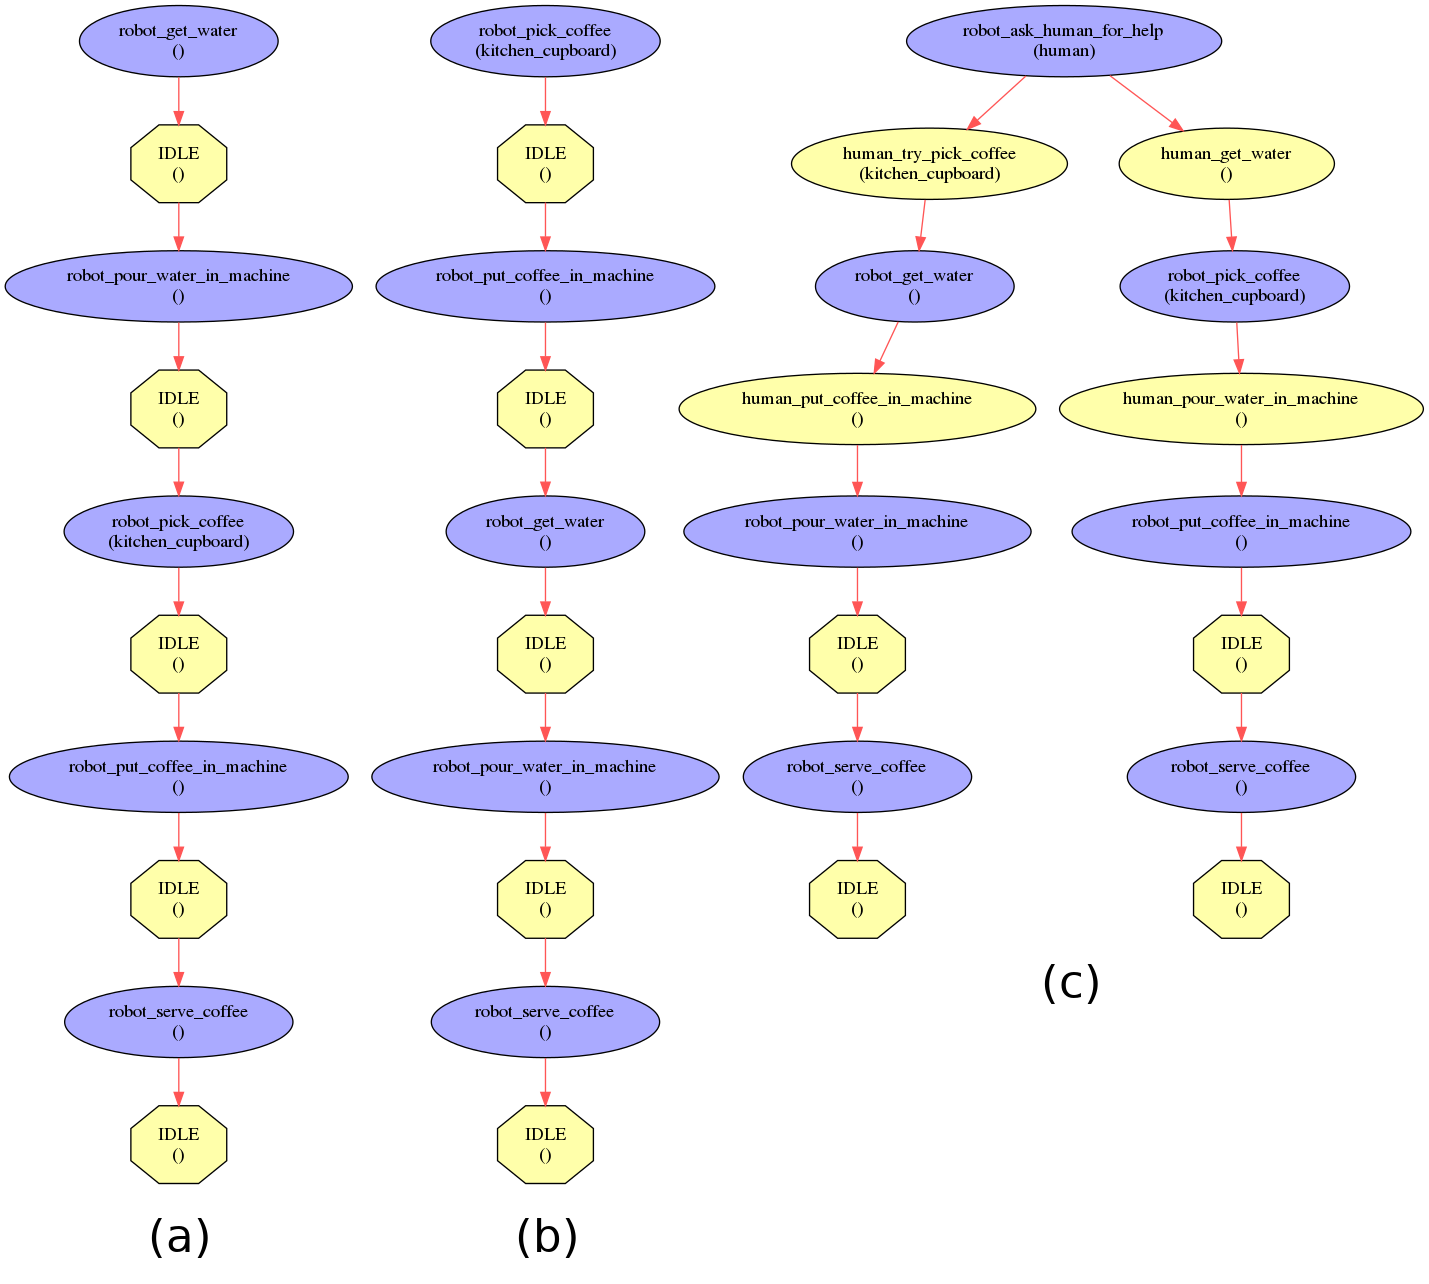 robot_get_water
()
IDLE
()
robot_pour_water_in_machine
()
IDLE
()
robot_pick_coffee
(kitchen_cupboard)
IDLE
()
robot_put_coffee_in_machine
()
IDLE
()
robot_serve_coffee
()
IDLE
()
(a)
robot_pick_coffee
(kitchen_cupboard)
IDLE
()
robot_put_coffee_in_machine
()
IDLE
()
robot_get_water
()
IDLE
()
robot_pour_water_in_machine
()
IDLE
()
robot_serve_coffee
()
IDLE
()
(b)
robot_ask_human_for_help
(human)
human_try_pick_coffee
(kitchen_cupboard)
robot_get_water
()
human_put_coffee_in_machine
()
robot_pour_water_in_machine
()
IDLE
()
robot_serve_coffee
()
IDLE
()
human_get_water
()
robot_pick_coffee
(kitchen_cupboard)
human_pour_water_in_machine
()
robot_put_coffee_in_machine
()
IDLE
()
robot_serve_coffee
()
IDLE
()
(c)